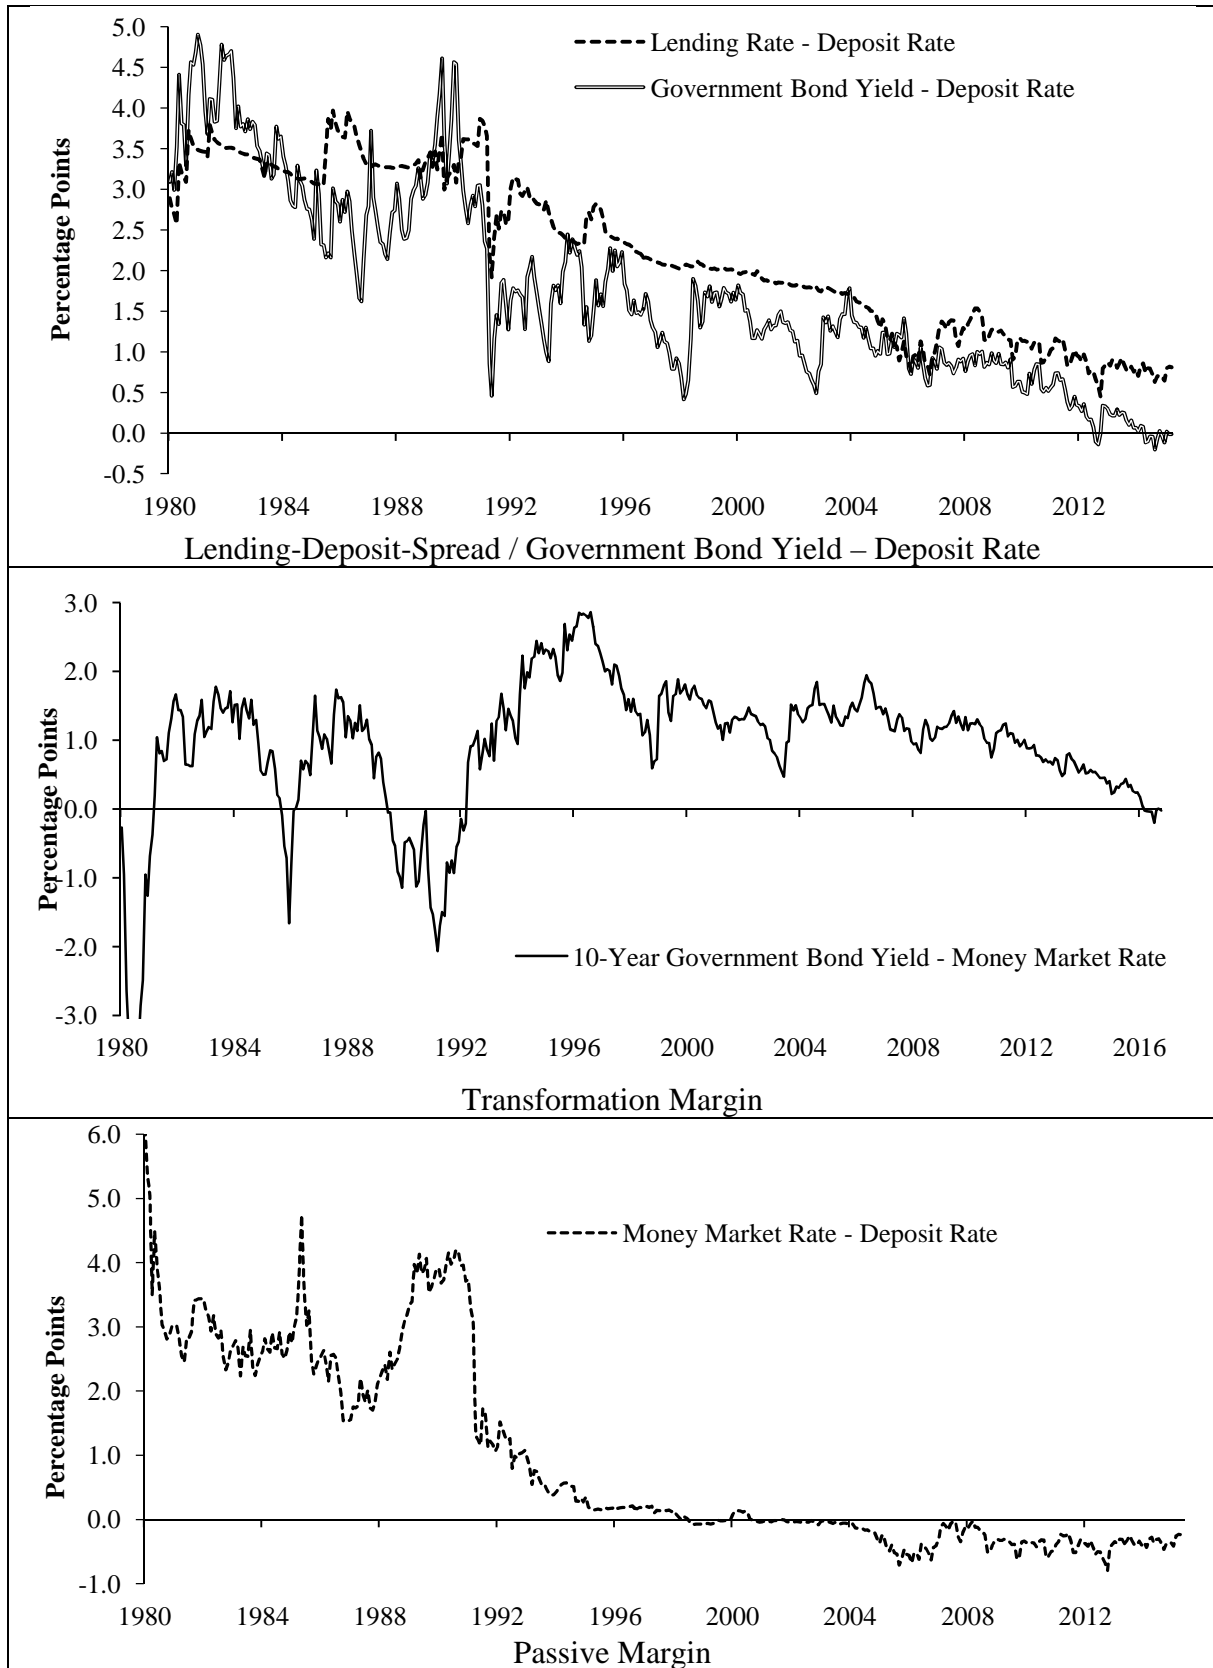 5.0
4.5
4.0
3.5
3.0
2.5
2.0
1.5
1.0
0.5
0.0
-0.5
Percentage Points
Lending Rate - Deposit Rate
Government Bond Yield - Deposit Rate
1980 1984 1988 1992 1996 2000 2004 2008 2012
Lending-Deposit-Spread / Government Bond Yield – Deposit Rate
3.0
2.0
1.0
0.0
-1.0
-2.0
-3.0
Percentage Points
10-Year Government Bond Yield - Money Market Rate
1980 1984 1988 1992 1996 2000 2004 2008 2012 2016
Transformation Margin
6.0
5.0
4.0
3.0
2.0
1.0
0.0
-1.0
Percentage Points
Money Market Rate - Deposit Rate
1980 1984 1988 1992 1996 2000 2004 2008 2012
Passive Margin